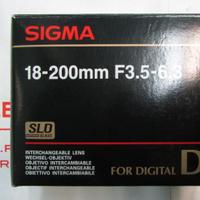 SIGMA
18-200mm F3.5-6.3
SLD
INTERCHANGEABLE LENS
WECHSEL-OBJEKTIV
OBJETIVO INTERCAMBIABLE
OBJECTIF INTERCHANGEABLE
OBIETTIVO INTERCAMBIABILE
FOR DIGITAL D